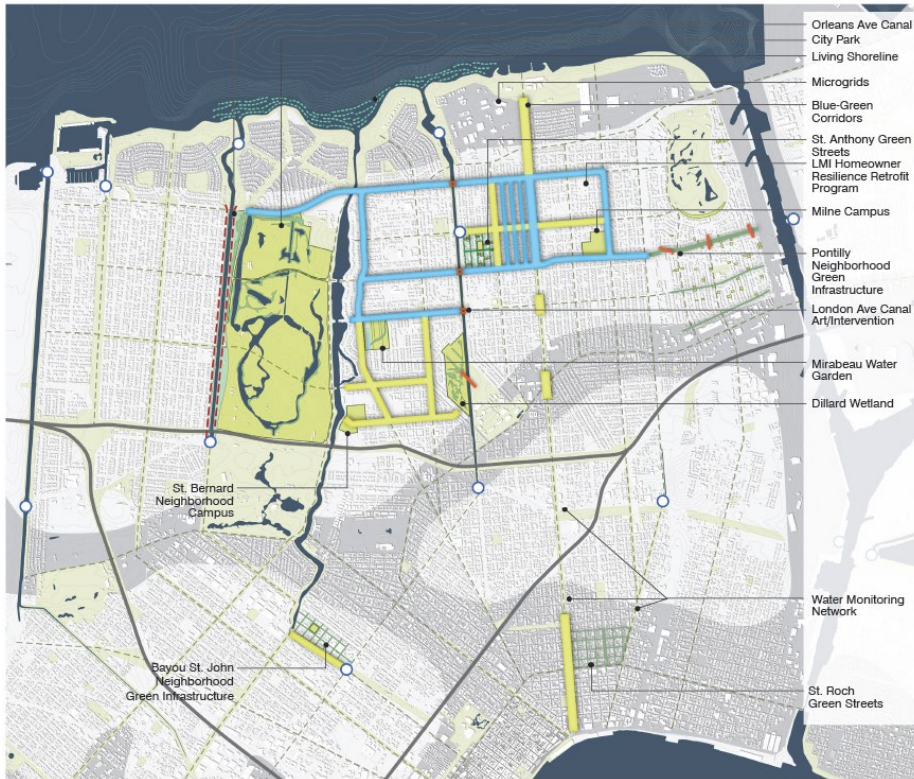 Orleans Ave Canal
City Park
Living Shoreline
Microgrids
Blue-Green
Corridors
St. Anthony Green
Streets
LMI Homeowner
Resilience Retrofit
Program
Milne Campus
Pontilly
Neighborhood
Green
Infrastructure
London Ave Canal
Art/Intervention
Mirabeau Water
Garden
Dillard Wetland
St. Bernard
Neighborhood
Campus
Water Monitoring
Network
Bayou St. John
Neighborhood
Green Infrastructure
St. Roch
Green Streets